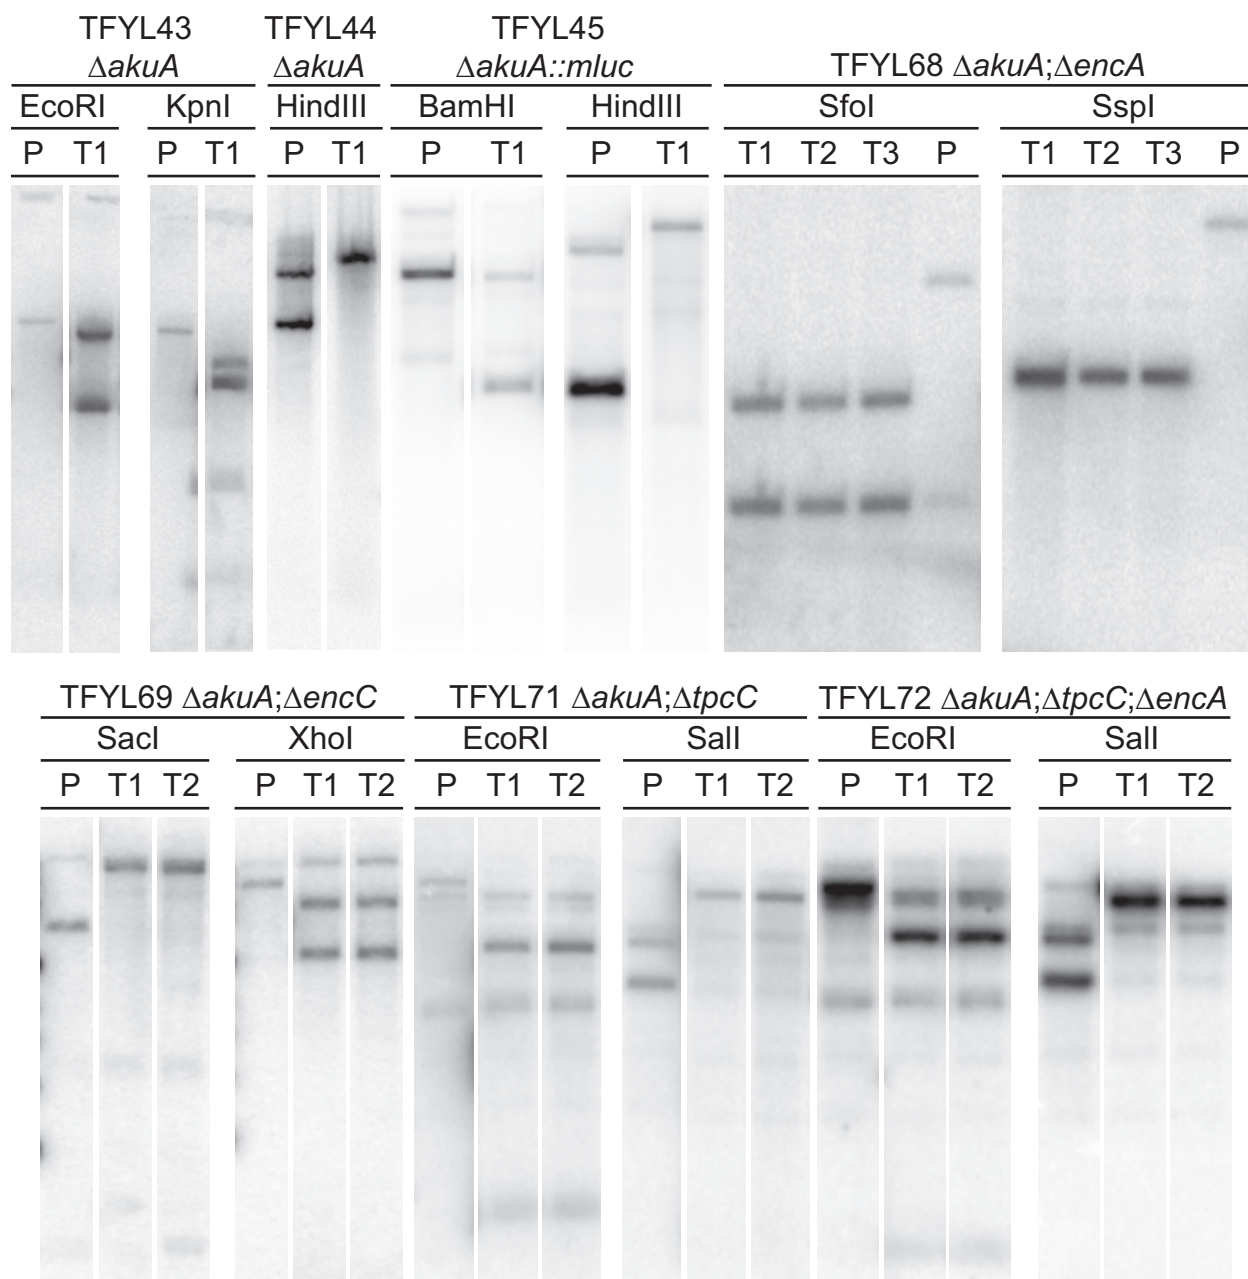 TFYL43 TFYL44 TFYL45
ΔakuA ΔakuA ΔakuA::mluc TFYL68 ΔakuA;ΔencA
EcoRI KpnI HindIII BamHI HindIII SfoI SspI
P T1 P T1 P T1 P T1 P T1 T1 T2 T3 P T1 T2 T3 P
TFYL69 ΔakuA;ΔencC TFYL71 ΔakuA;ΔtpcC TFYL72 ΔakuA;ΔtpcC;ΔencA
SacI XhoI EcoRI SalI EcoRI SalI
P T1 T2 P T1 T2 P T1 T2 P T1 T2 P T1 T2 P T1 T2